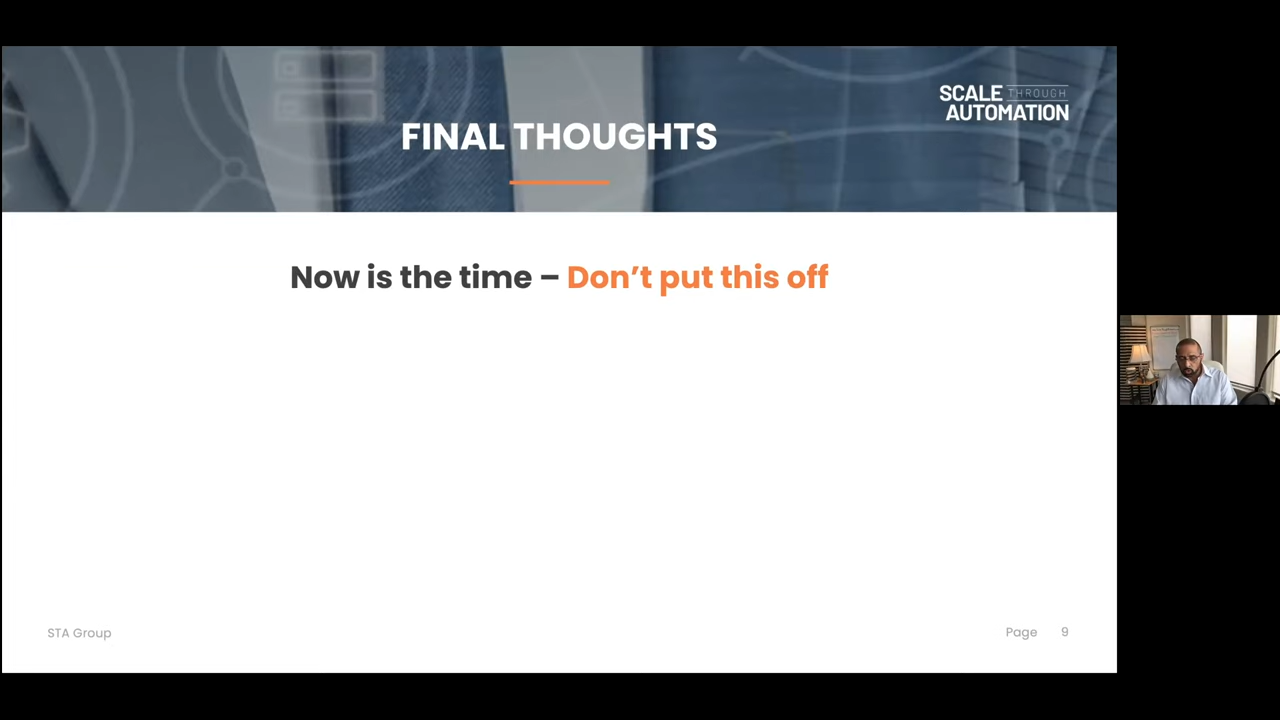 SCALE THROUGH
AUTOMATION
FINAL THOUGHTS
Now is the time – Don’t put this off
STA Group
Page 9